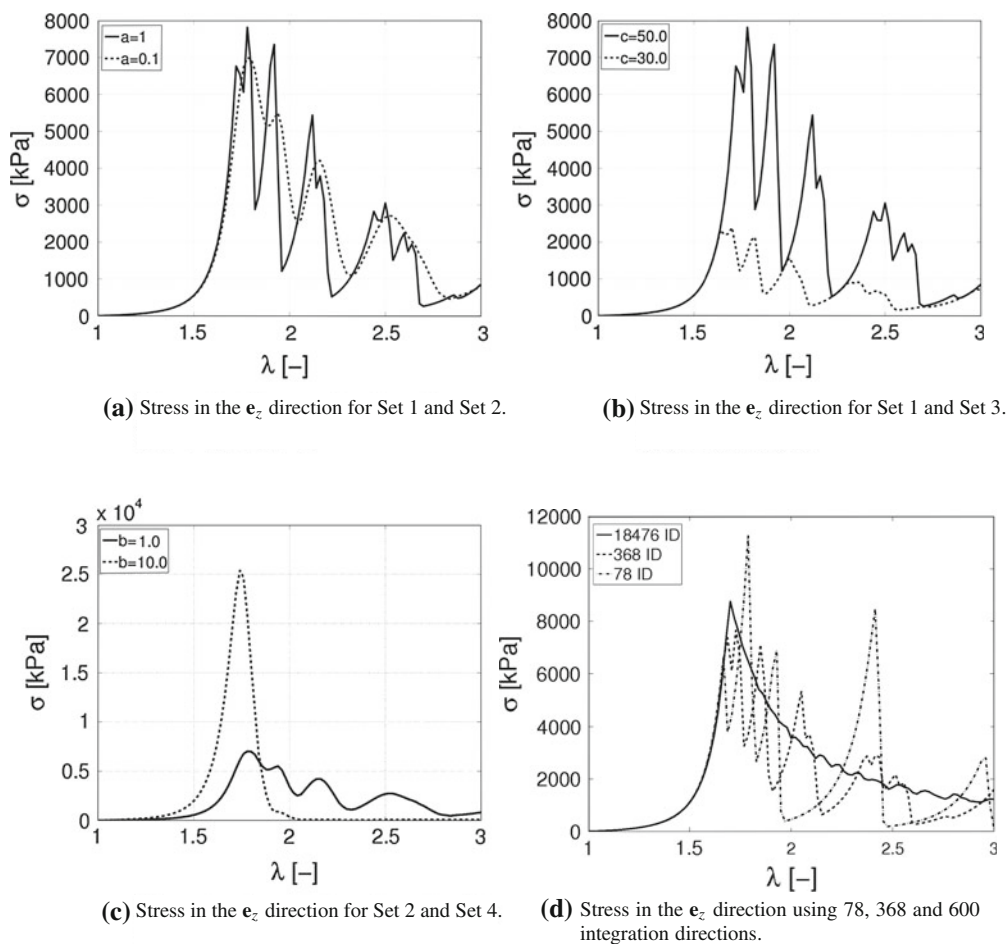 8000
7000
6000
5000
4000
3000
2000
1000
0
σ [kPa]
a=1
a=0.1
1
1.5
2
2.5
3
λ [–]
(a) Stress in the e_z direction for Set 1 and Set 2.
8000
7000
6000
5000
4000
3000
2000
1000
0
σ [kPa]
c=50.0
c=30.0
1
1.5
2
2.5
3
λ [–]
(b) Stress in the e_z direction for Set 1 and Set 3.
x 10^4
3
2.5
2
1.5
1
0.5
0
σ [kPa]
b=1.0
b=10.0
1
1.5
2
2.5
3
λ [–]
(c) Stress in the e_z direction for Set 2 and Set 4.
12000
10000
8000
6000
4000
2000
0
σ [kPa]
18476 ID
368 ID
78 ID
1
1.5
2
2.5
3
λ [–]
(d) Stress in the e_z direction using 78, 368 and 600
integration directions.